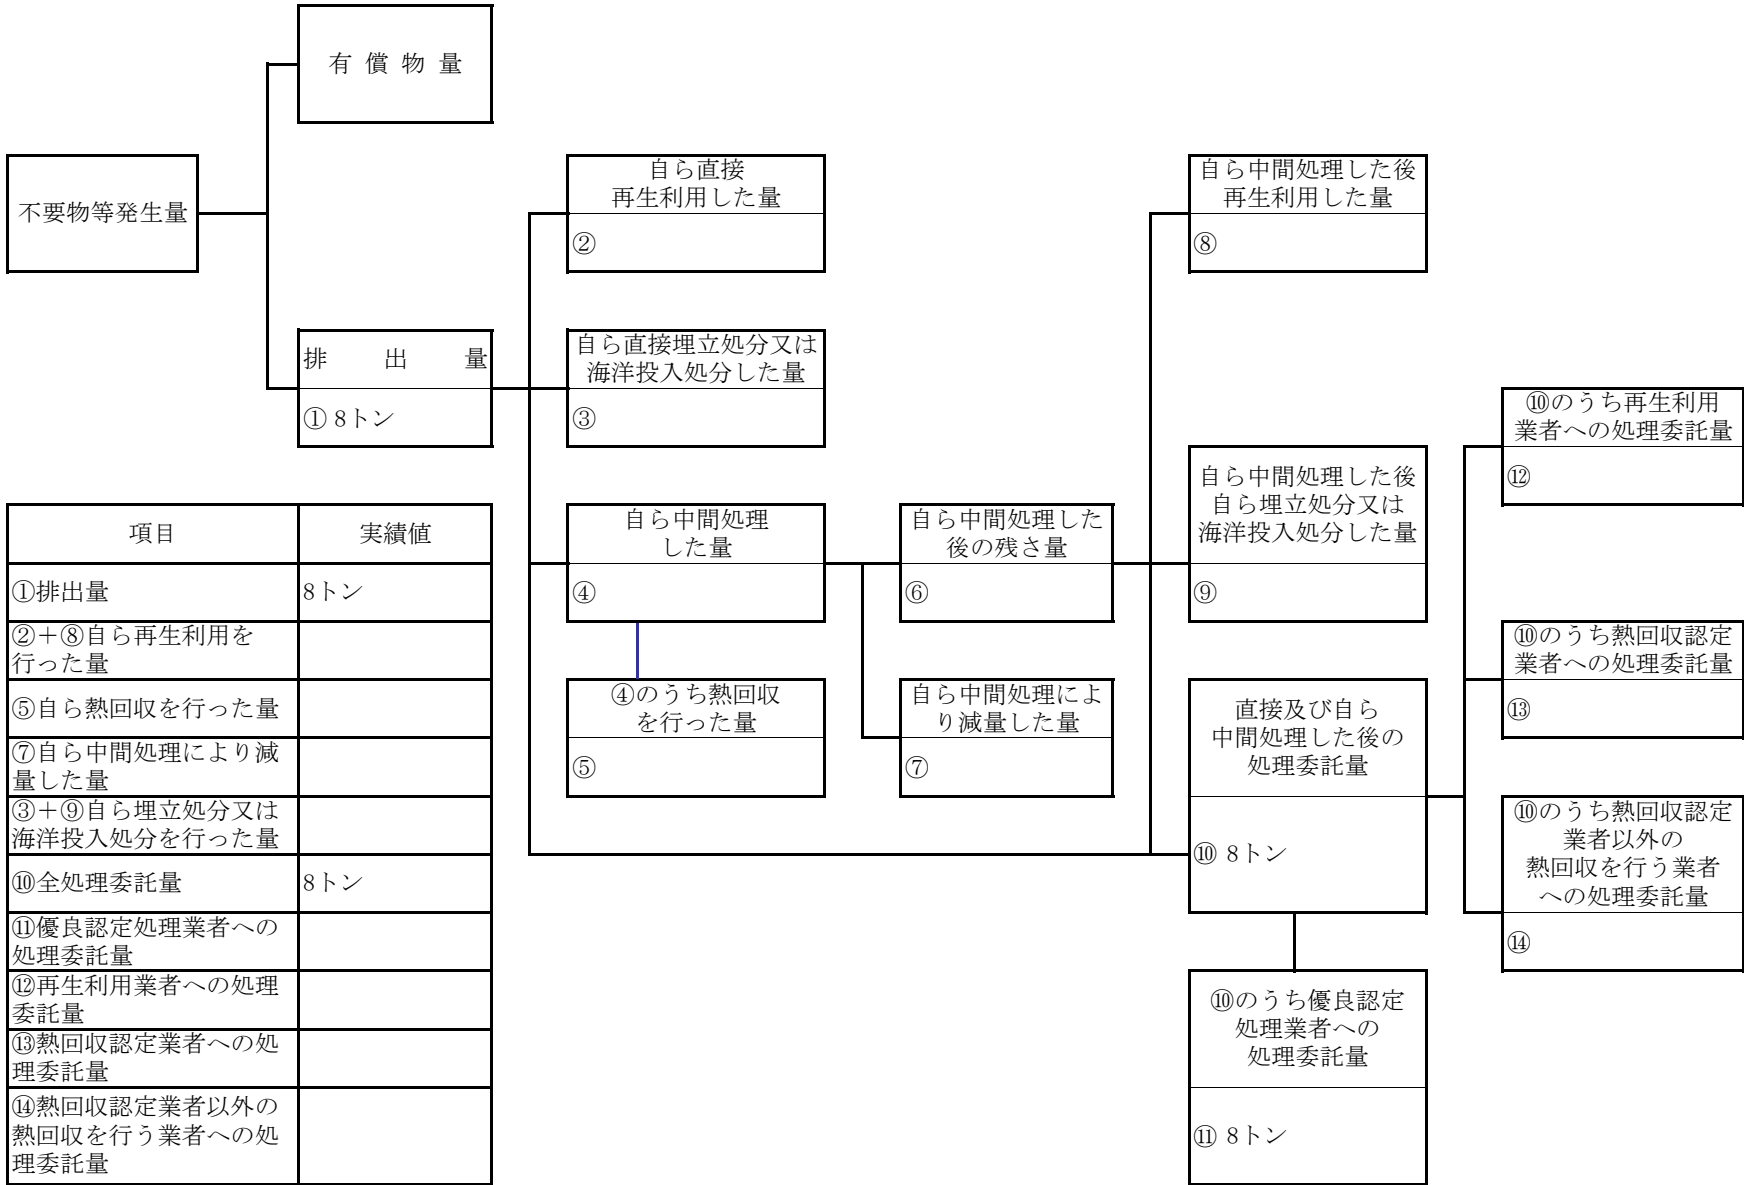 有償物量
不要物等発生量
自ら直接
再生利用した量
②
自ら中間処理した後
再生利用した量
⑧
排出量
① 8トン
自ら直接埋立処分又は
海洋投入処分した量
③
⑩のうち再生利用
業者への処理委託量
⑫
自ら中間処理
した量
④
自ら中間処理した
後の残さ量
⑥
自ら中間処理した後
自ら埋立処分又は
海洋投入処分した量
⑨
⑩のうち熱回収認定
業者への処理委託量
⑬
④のうち熱回収
を行った量
⑤
自ら中間処理によ
り減量した量
⑦
直接及び自ら
中間処理した後の
処理委託量
⑩ 8トン
⑩のうち熱回収認定
業者以外の
熱回収を行う業者
への処理委託量
⑭
⑩のうち優良認定
処理業者への
処理委託量
⑪ 8トン
項目 実績値
①排出量 8トン
②＋⑧自ら再生利用を
行った量
⑤自ら熱回収を行った量
⑦自ら中間処理により減
量した量
③＋⑨自ら埋立処分又は
海洋投入処分を行った量
⑩全処理委託量 8トン
⑪優良認定処理業者への
処理委託量
⑫再生利用業者への処理
委託量
⑬熱回収認定業者への処
理委託量
⑭熱回収認定業者以外の
熱回収を行う業者への処
理委託量